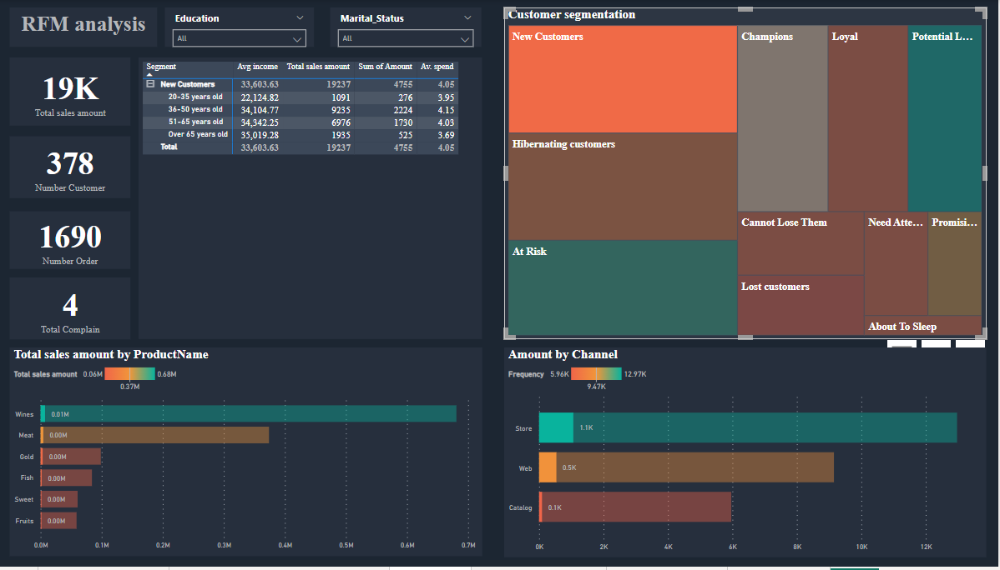 RFM analysis
Education
All
Marital_Status
All
19K
Total sales amount
378
Number Customer
1690
Number Order
4
Total Complain
Segment Avg income Total sales amount Sum of Amount Av. spend
New Customers 33,603.63 19237 4755 4.05
20-35 years old 22,124.82 1091 276 3.95
36-50 years old 34,104.77 9235 2224 4.15
51-65 years old 34,342.25 6976 1730 4.03
Over 65 years old 35,019.28 1935 525 3.69
Total 33,603.63 19237 4755 4.05
Customer segmentation
New Customers
Champions
Loyal
Potential L...
Hibernating customers
At Risk
Cannot Lose Them
Need Atte...
Promisi...
Lost customers
About To Sleep
Total sales amount by ProductName
Total sales amount 0.06M 0.68M
0.37M
Wines 0.01M
Meat 0.00M
Gold 0.00M
Fish 0.00M
Sweet 0.00M
Fruits 0.00M
0.0M 0.1M 0.2M 0.3M 0.4M 0.5M 0.6M 0.7M
Amount by Channel
Frequency 5.96K 12.97K
9.47K
Store 1.1K
Web 0.5K
Catalog 0.1K
0K 2K 4K 6K 8K 10K 12K